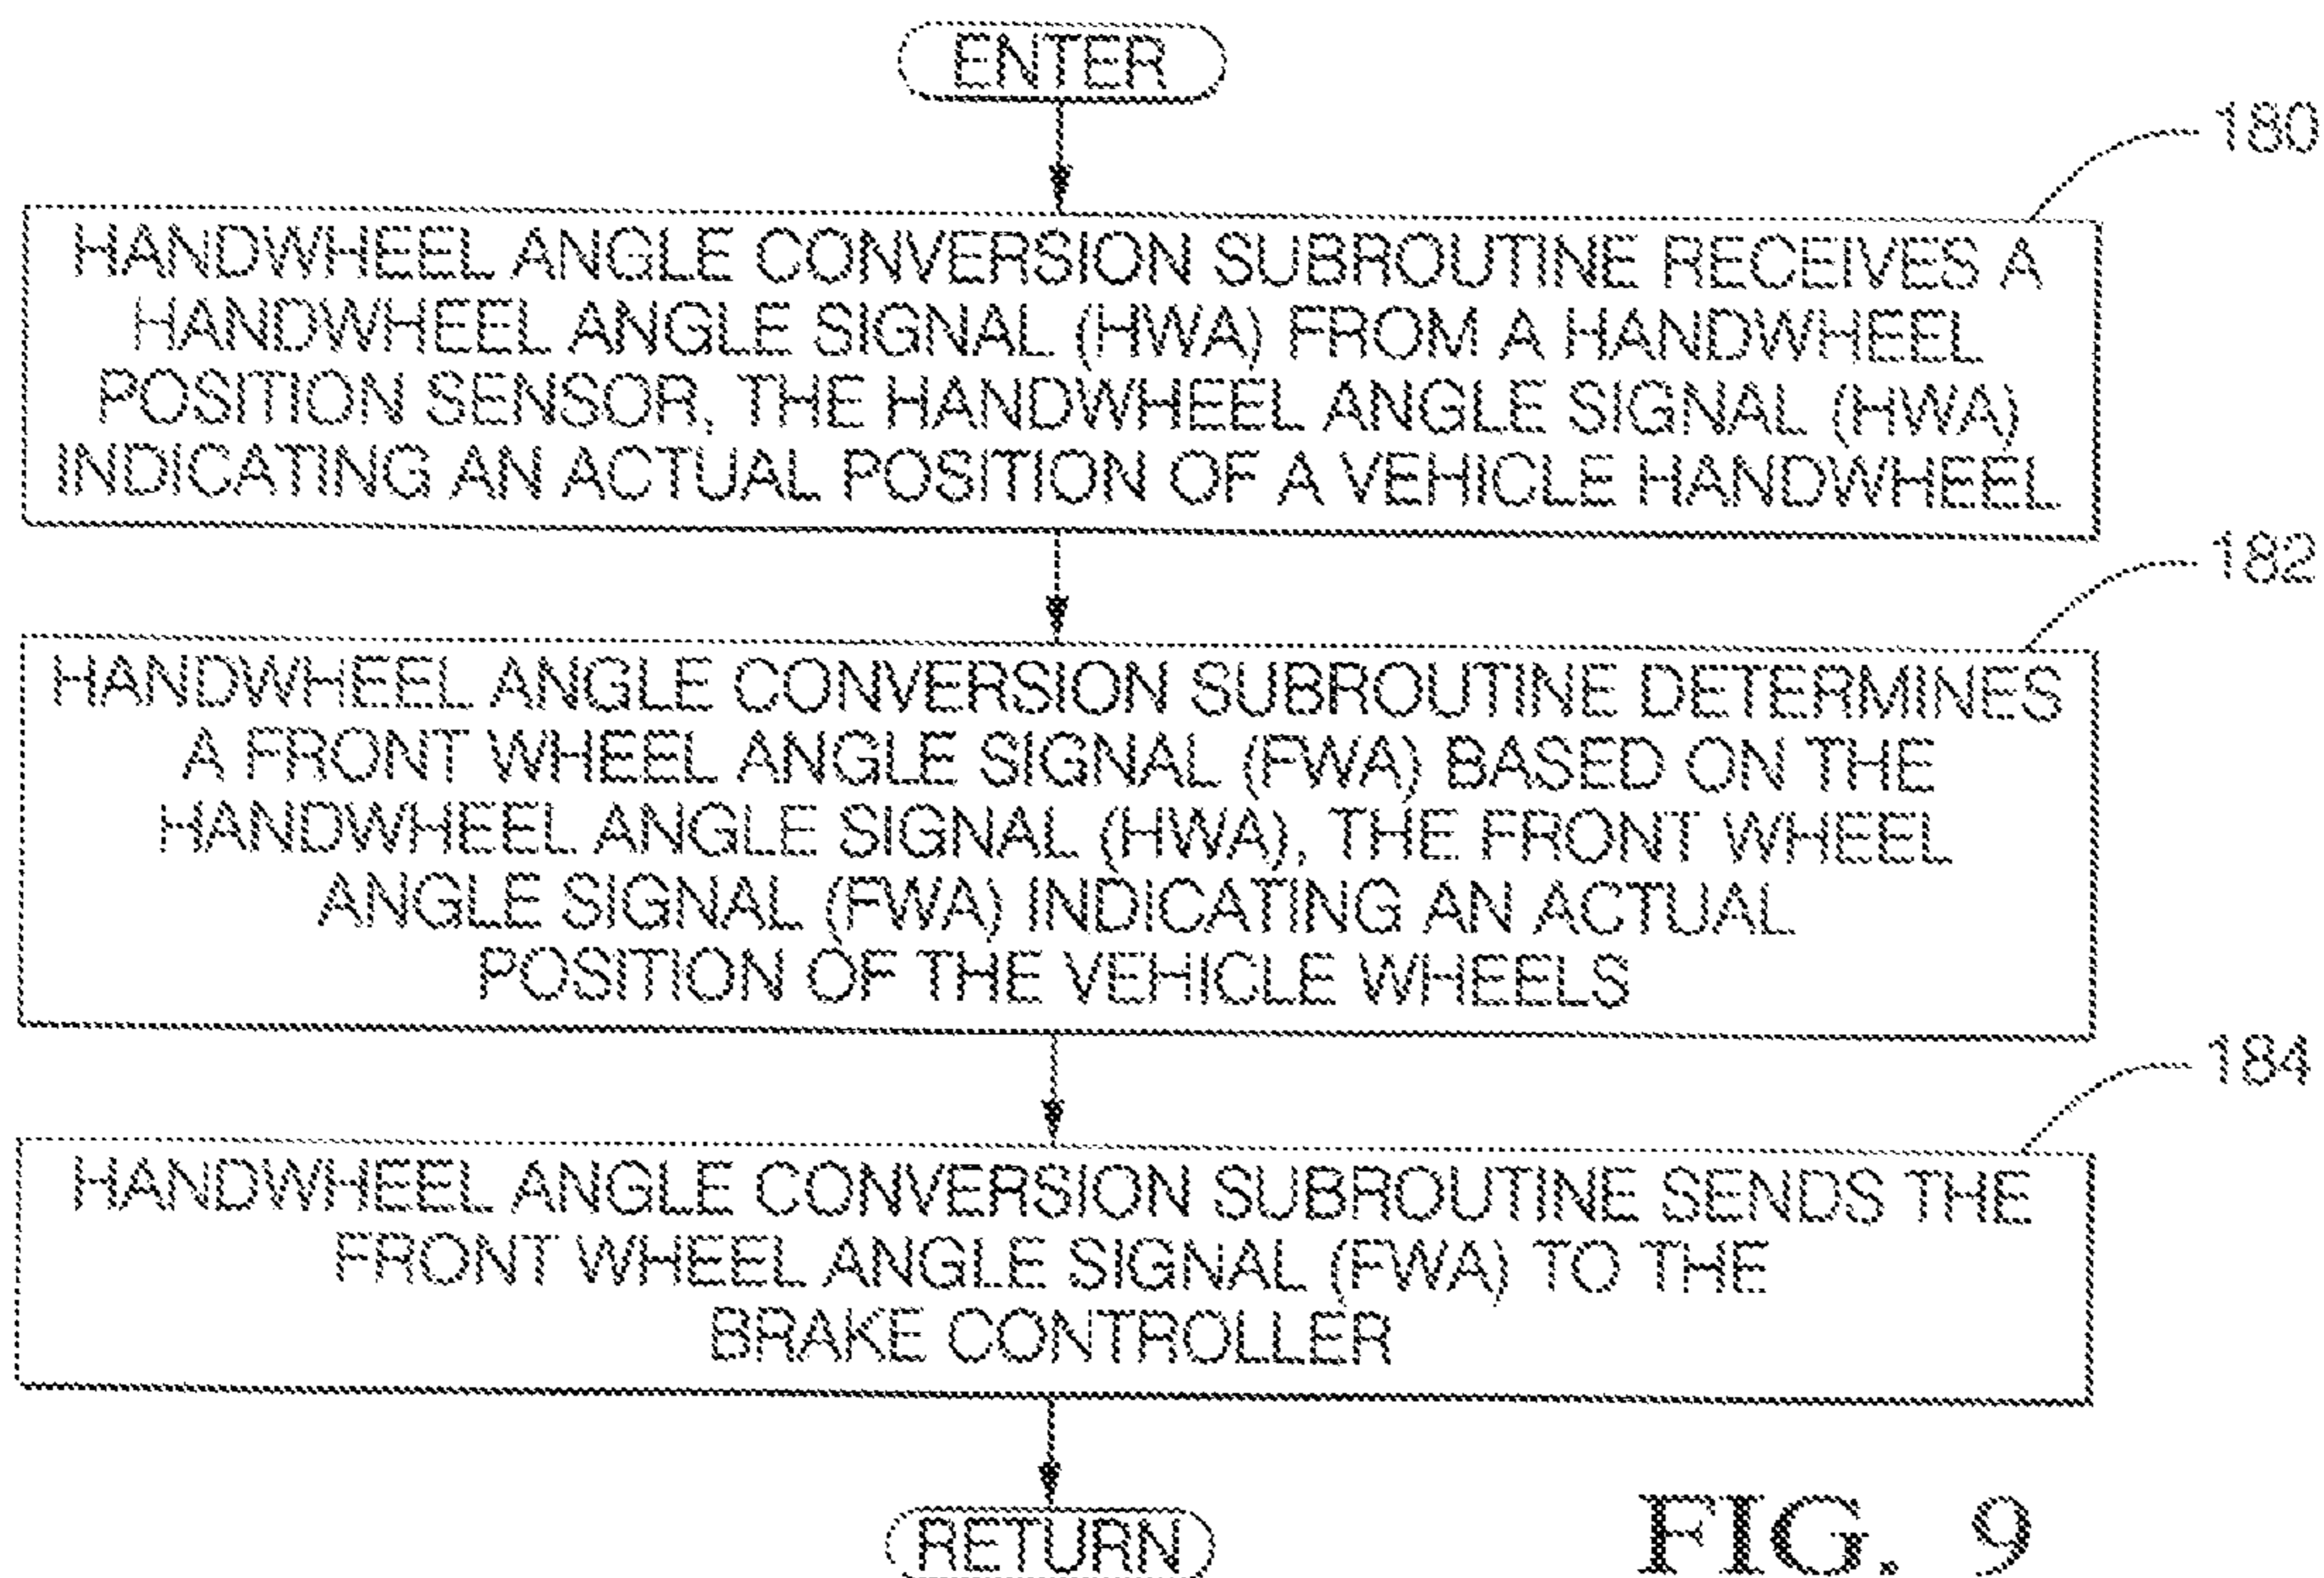 ENTER
180
HANDWHEEL ANGLE CONVERSION SUBROUTINE RECEIVES A
HANDWHEEL ANGLE SIGNAL (HWA) FROM A HANDWHEEL
POSITION SENSOR, THE HANDWHEEL ANGLE SIGNAL (HWA)
INDICATING AN ACTUAL POSITION OF A VEHICLE HANDWHEEL
182
HANDWHEEL ANGLE CONVERSION SUBROUTINE DETERMINES
A FRONT WHEEL ANGLE SIGNAL (FWA) BASED ON THE
HANDWHEEL ANGLE SIGNAL (HWA), THE FRONT WHEEL
ANGLE SIGNAL (FWA) INDICATING AN ACTUAL
POSITION OF THE VEHICLE WHEELS
184
HANDWHEEL ANGLE CONVERSION SUBROUTINE SENDS THE
FRONT WHEEL ANGLE SIGNAL (FWA) TO THE
BRAKE CONTROLLER
RETURN
FIG. 9